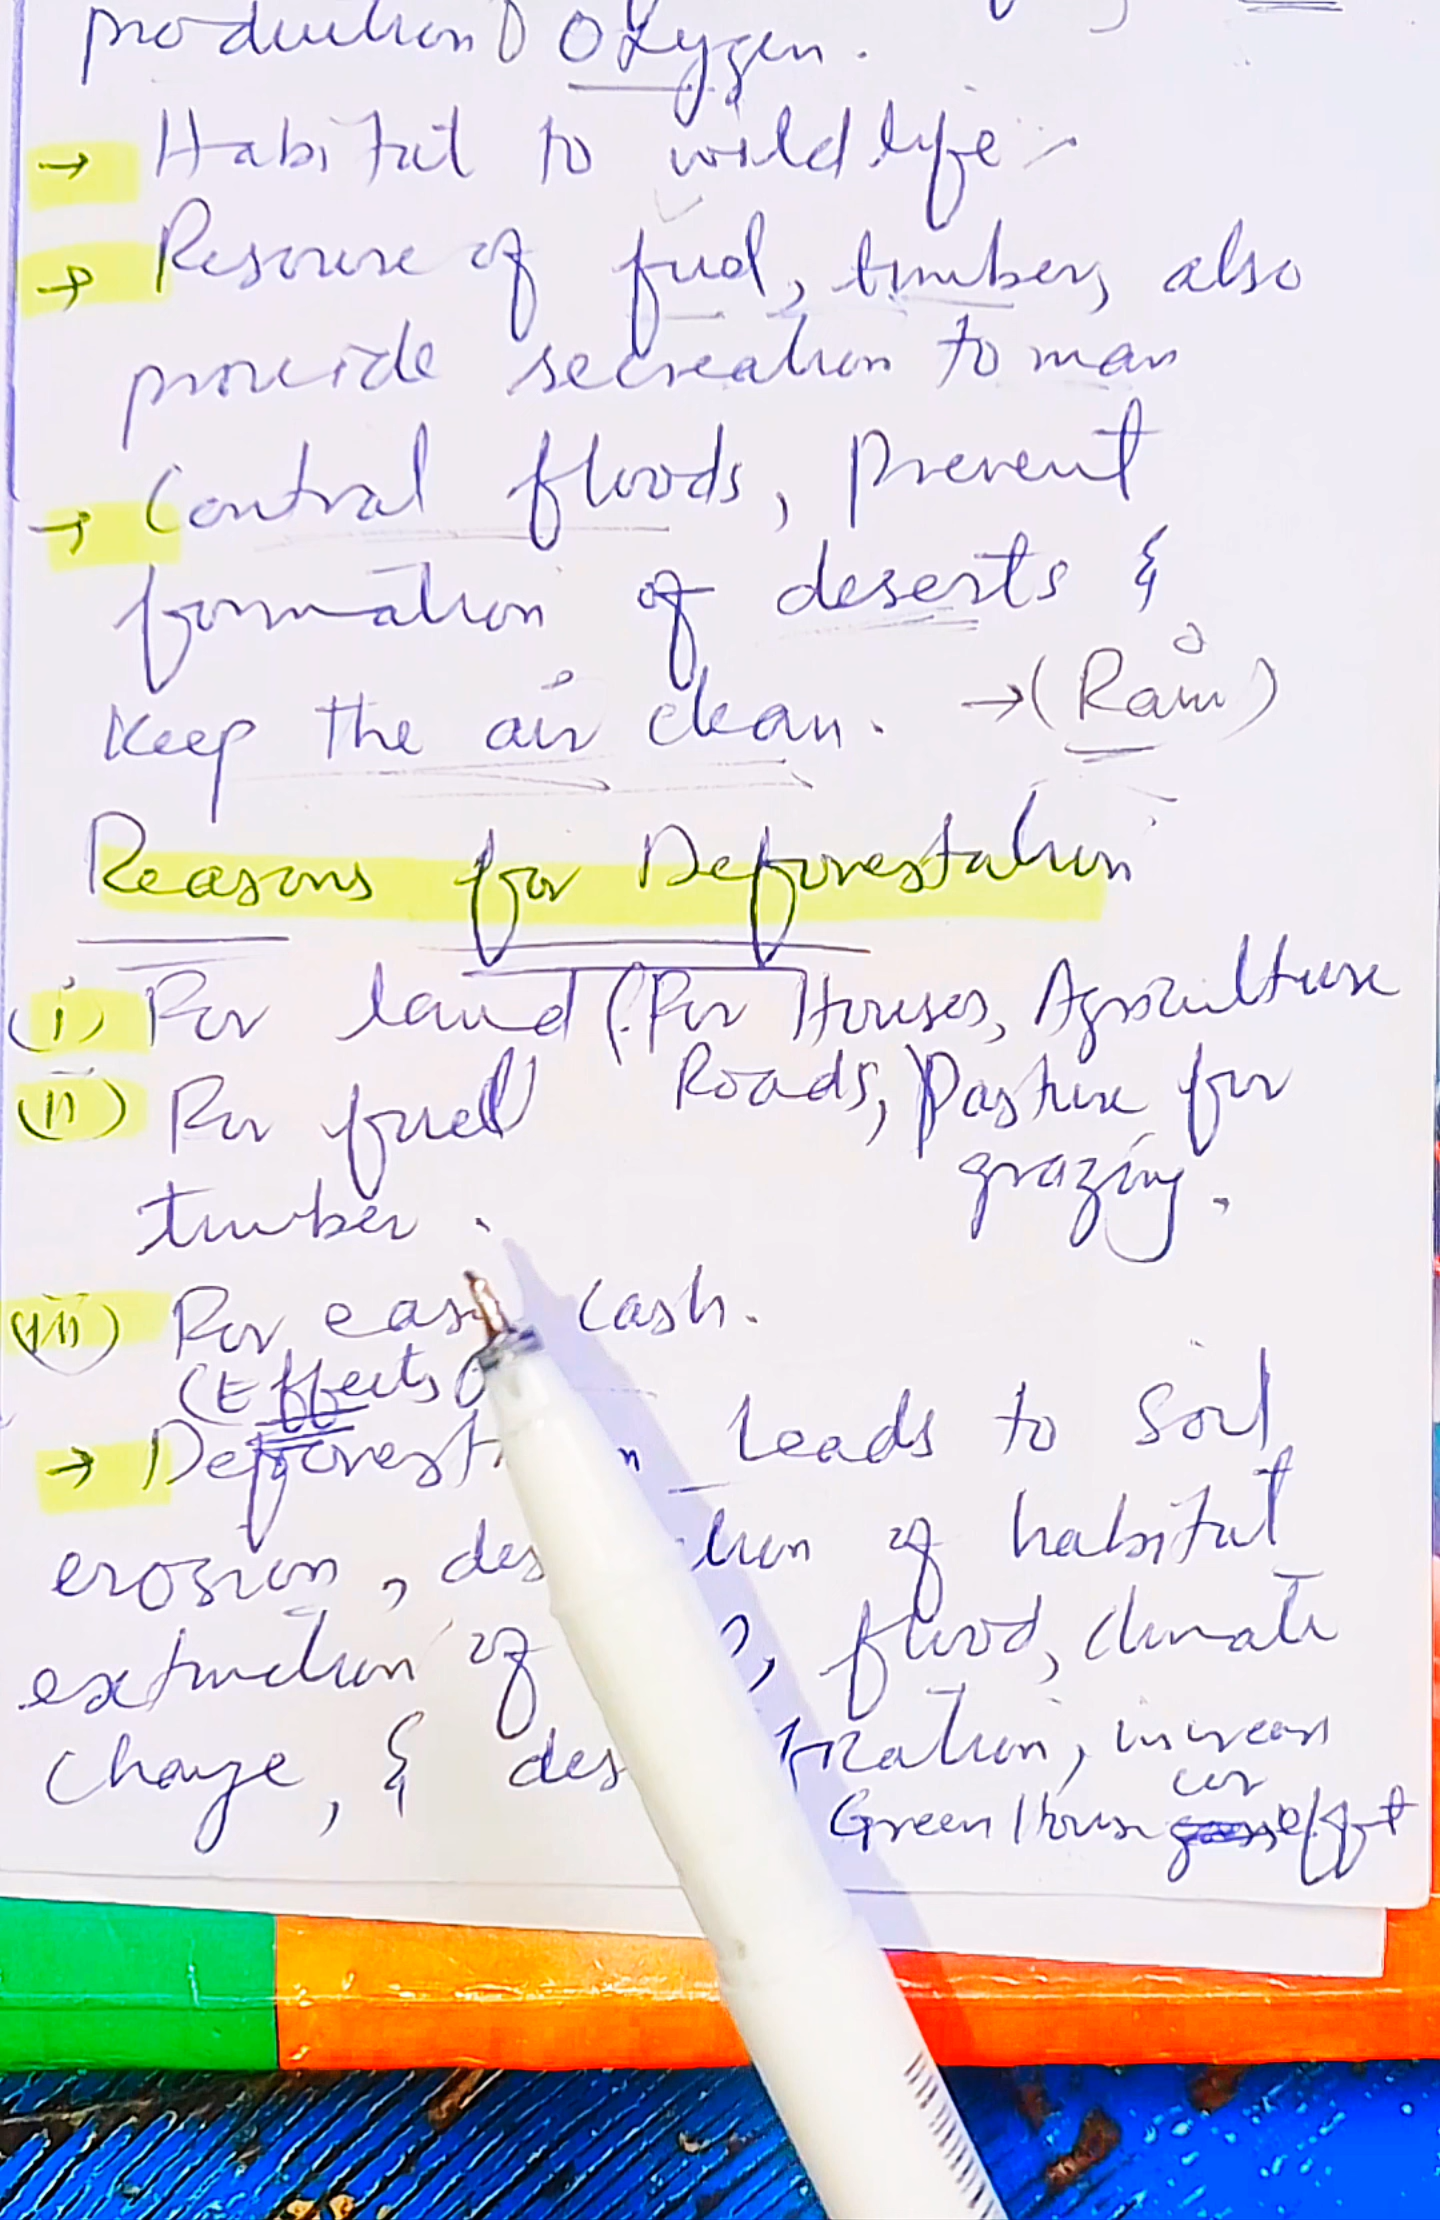 production of Oxygen.
→ Habitat to wild life
→ Resource of fuel, timber, also
provide recreation to man
→ Control floods, prevent
formation of deserts &
keep the air clean. → (Rain)
Reasons for Deforestation
(i) For land (For Houses, Agriculture
Roads, Pasture for
grazing.
(ii) For fuel
timber.
(iii) For easy cash.
(Effects
→ Leads to Soil
erosion, of habitat
extinction of flood, climate
change, & increase
Green House effect